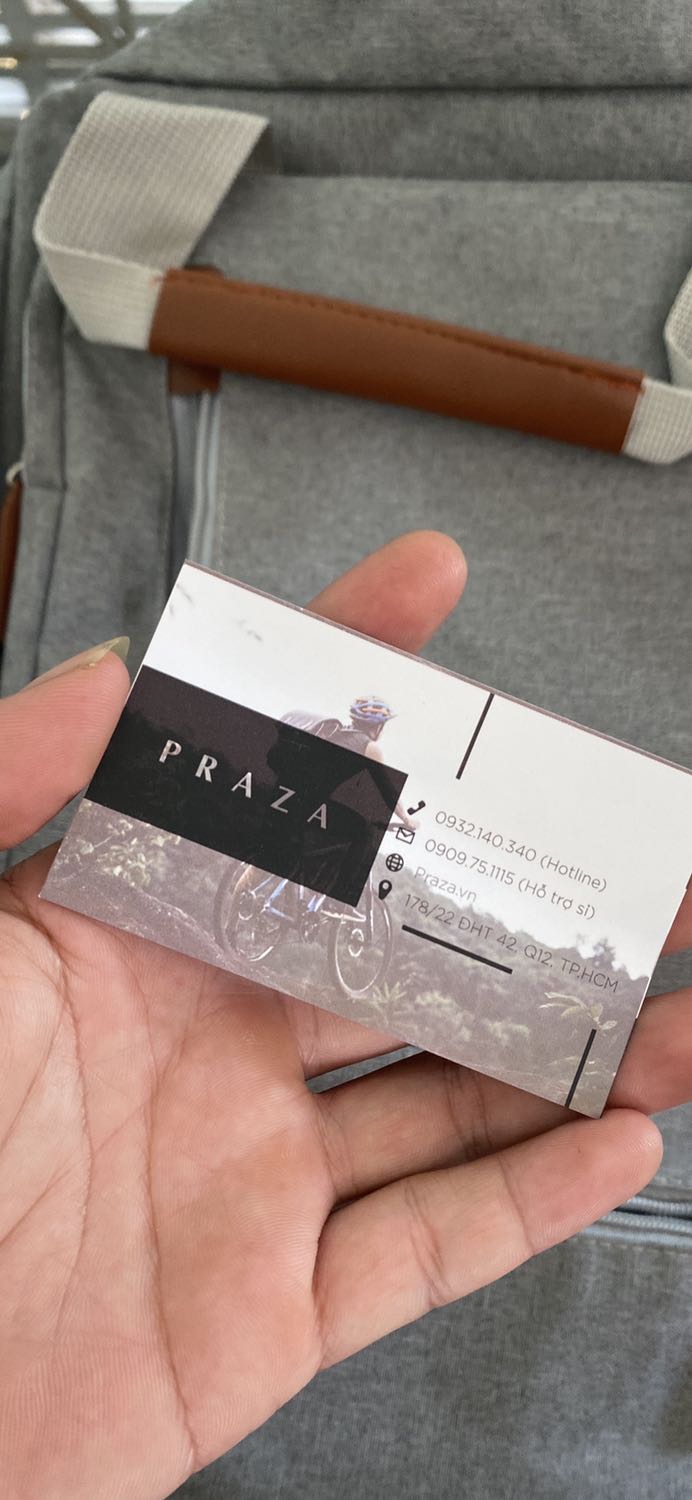 PRAZA
0932.140.340 (Hotline)
0909.75.1115 (Hỗ trợ sỉ)
Praza.vn
178/22 ĐHT 42, Q12, TP.HCM